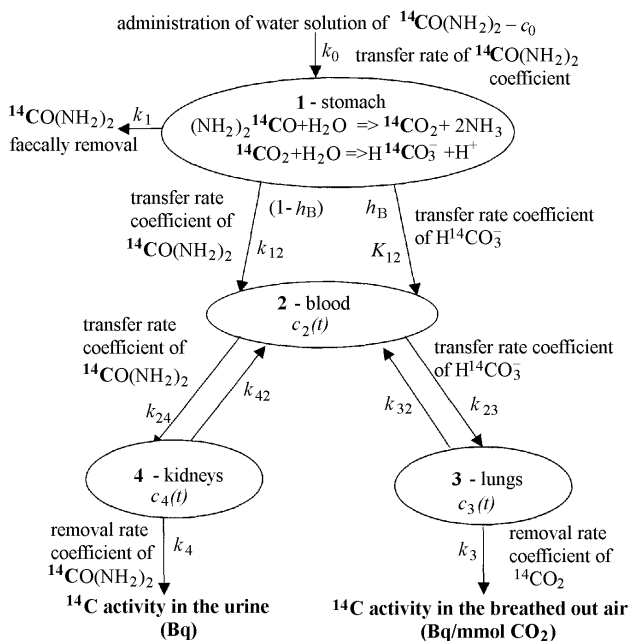 administration of water solution of ¹⁴CO(NH₂)₂ – c₀
k₀
transfer rate of ¹⁴CO(NH₂)₂
coefficient
1 - stomach
(NH₂)₂¹⁴CO+H₂O => ¹⁴CO₂+ 2NH₃
¹⁴CO₂+H₂O =>H¹⁴CO₃⁻ +H⁺
¹⁴CO(NH₂)₂
k₁
faecally removal
transfer rate
coefficient of
¹⁴CO(NH₂)₂
(1- hB)
k₁₂
hB
K₁₂
transfer rate coefficient
of H¹⁴CO₃⁻
2 - blood
c₂(t)
transfer rate
coefficient of
¹⁴CO(NH₂)₂
k₂₄
k₄₂
k₃₂
k₂₃
transfer rate coefficient
of H¹⁴CO₃⁻
4 - kidneys
c₄(t)
3 - lungs
c₃(t)
removal rate
coefficient of
¹⁴CO(NH₂)₂
k₄
k₃
removal rate
coefficient of
¹⁴CO₂
¹⁴C activity in the urine
(Bq)
¹⁴C activity in the breathed out air
(Bq/mmol CO₂)